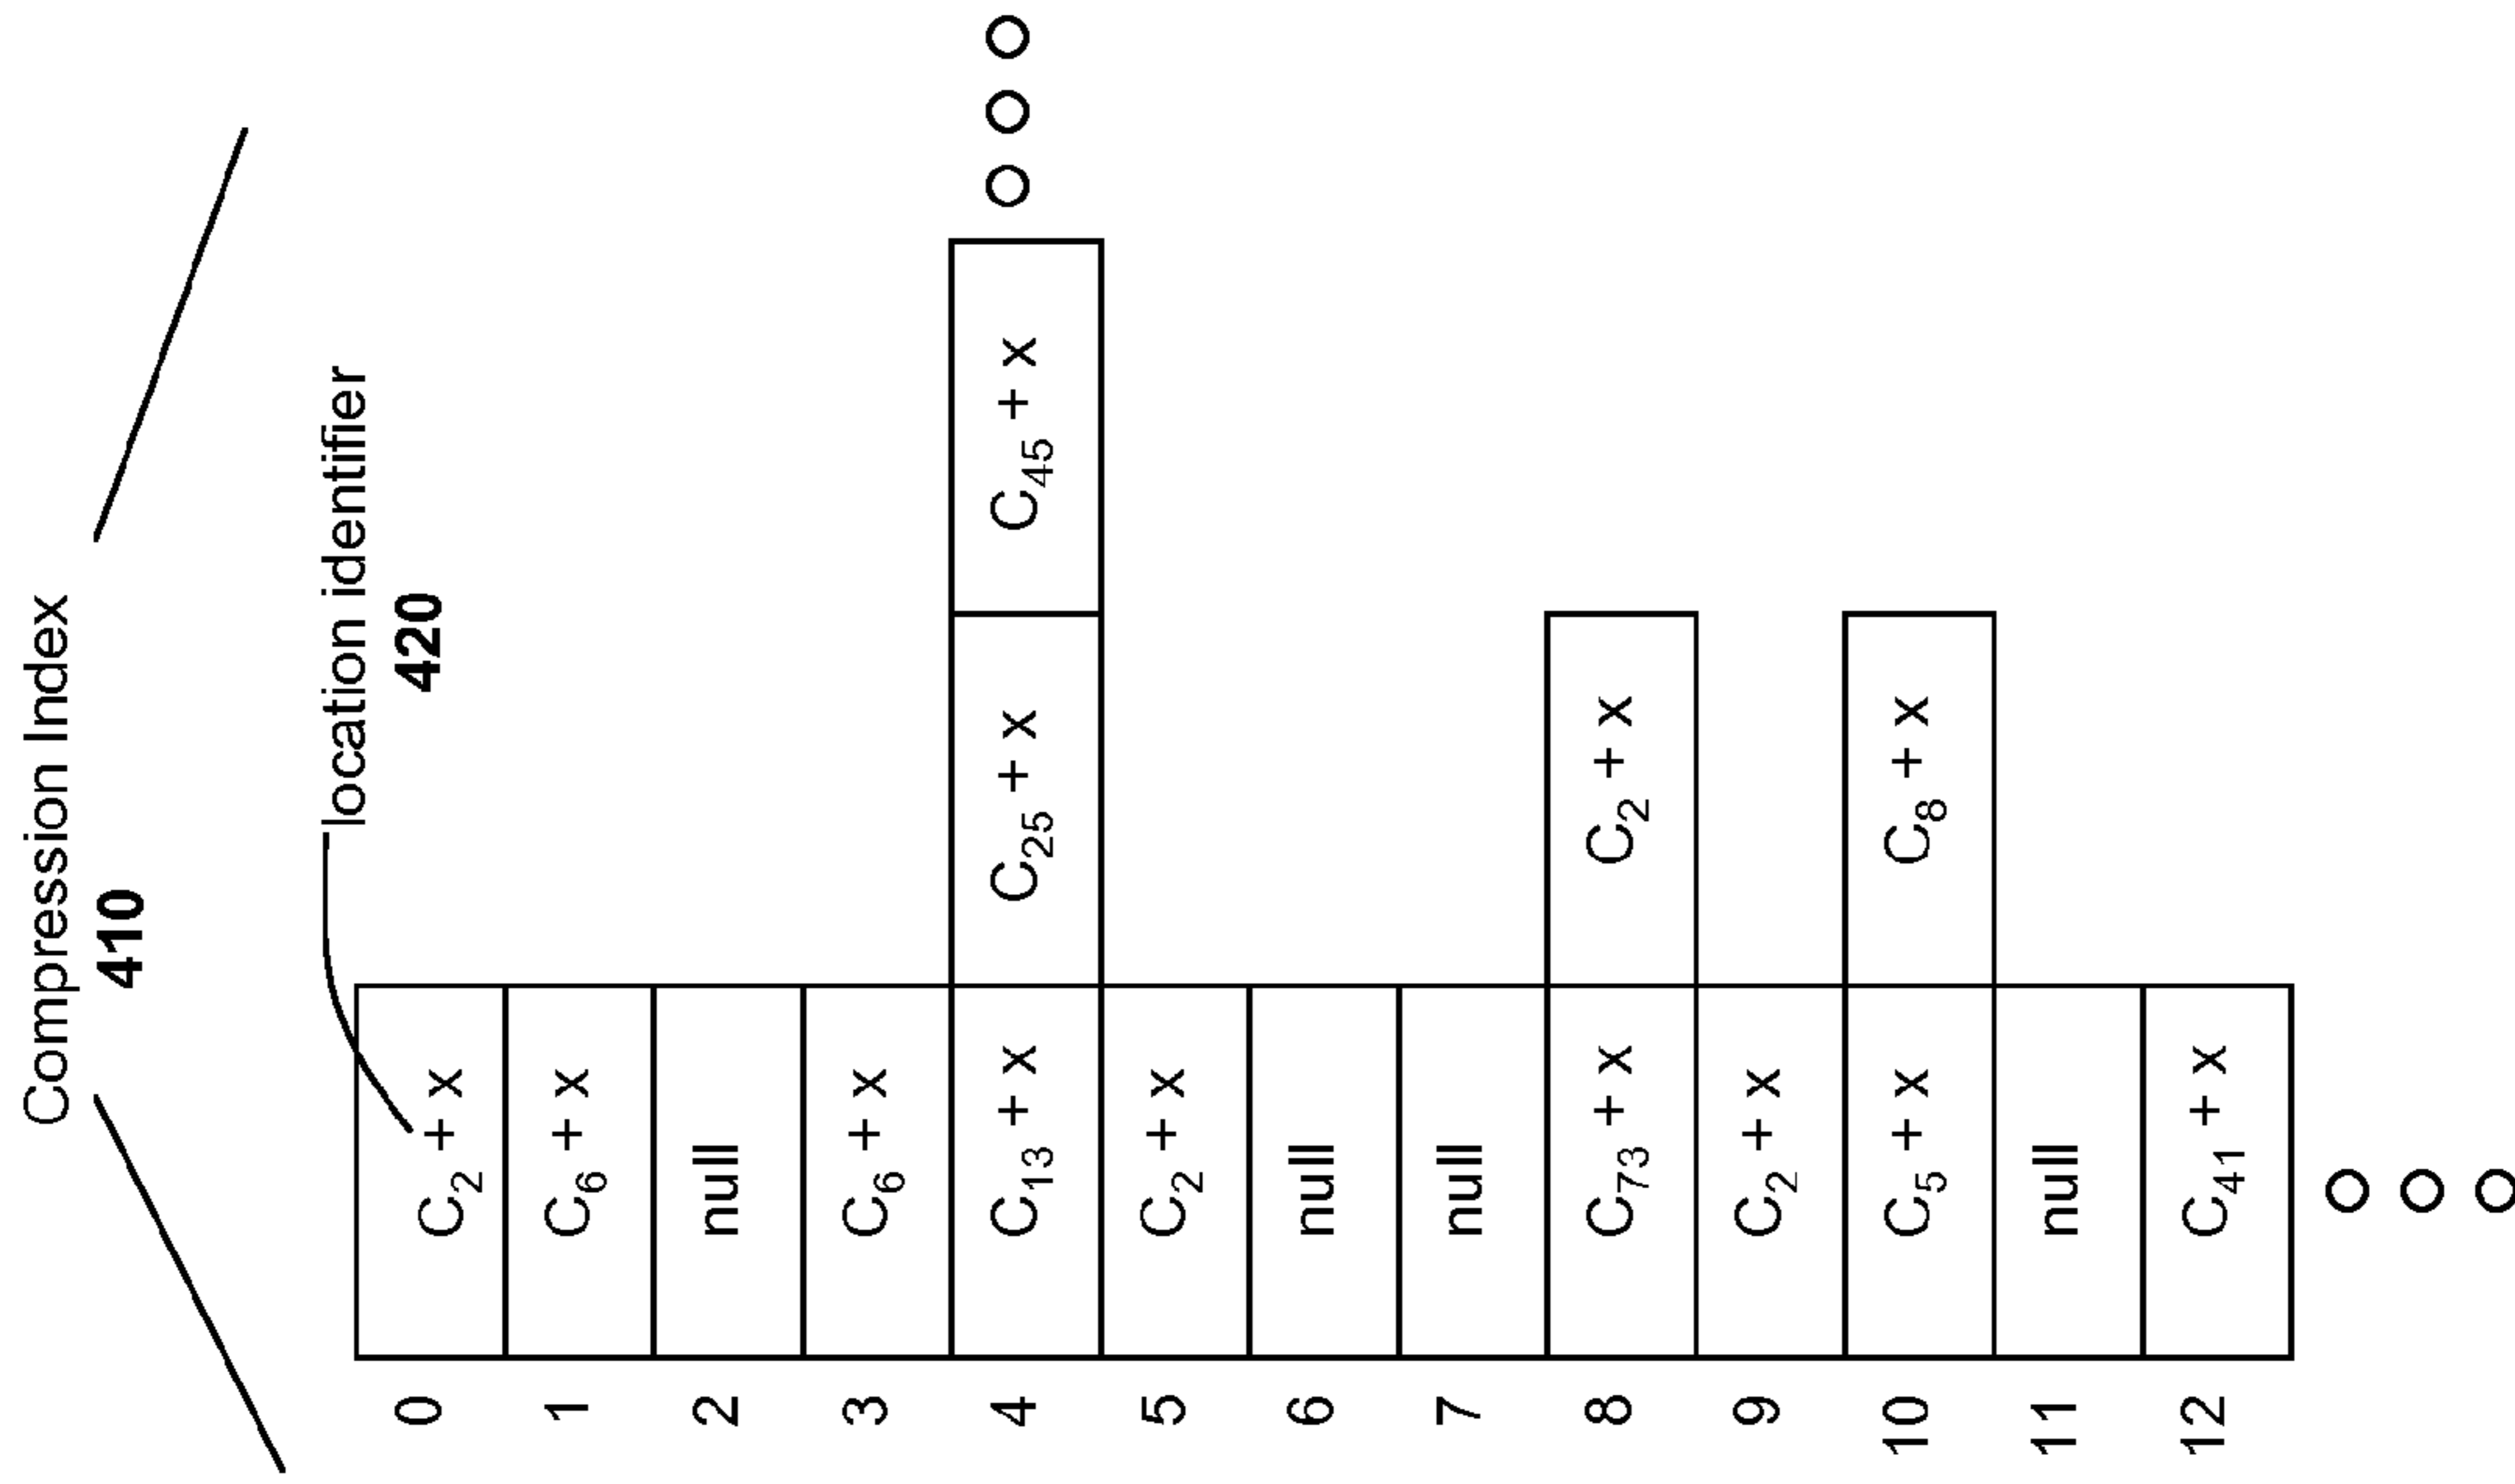 Compression Index
410
location identifier
420
0 C₂ + x
1 C₆ + x
2 null
3 C₆ + x
4 C₁₃ + x C₂₅ + x C₄₅ + x
5 C₂ + x
6 null
7 null
8 C₇₃ + x C₂ + x
9 C₂ + x
10 C₅ + x C₈ + x
11 null
12 C₄₁ + x